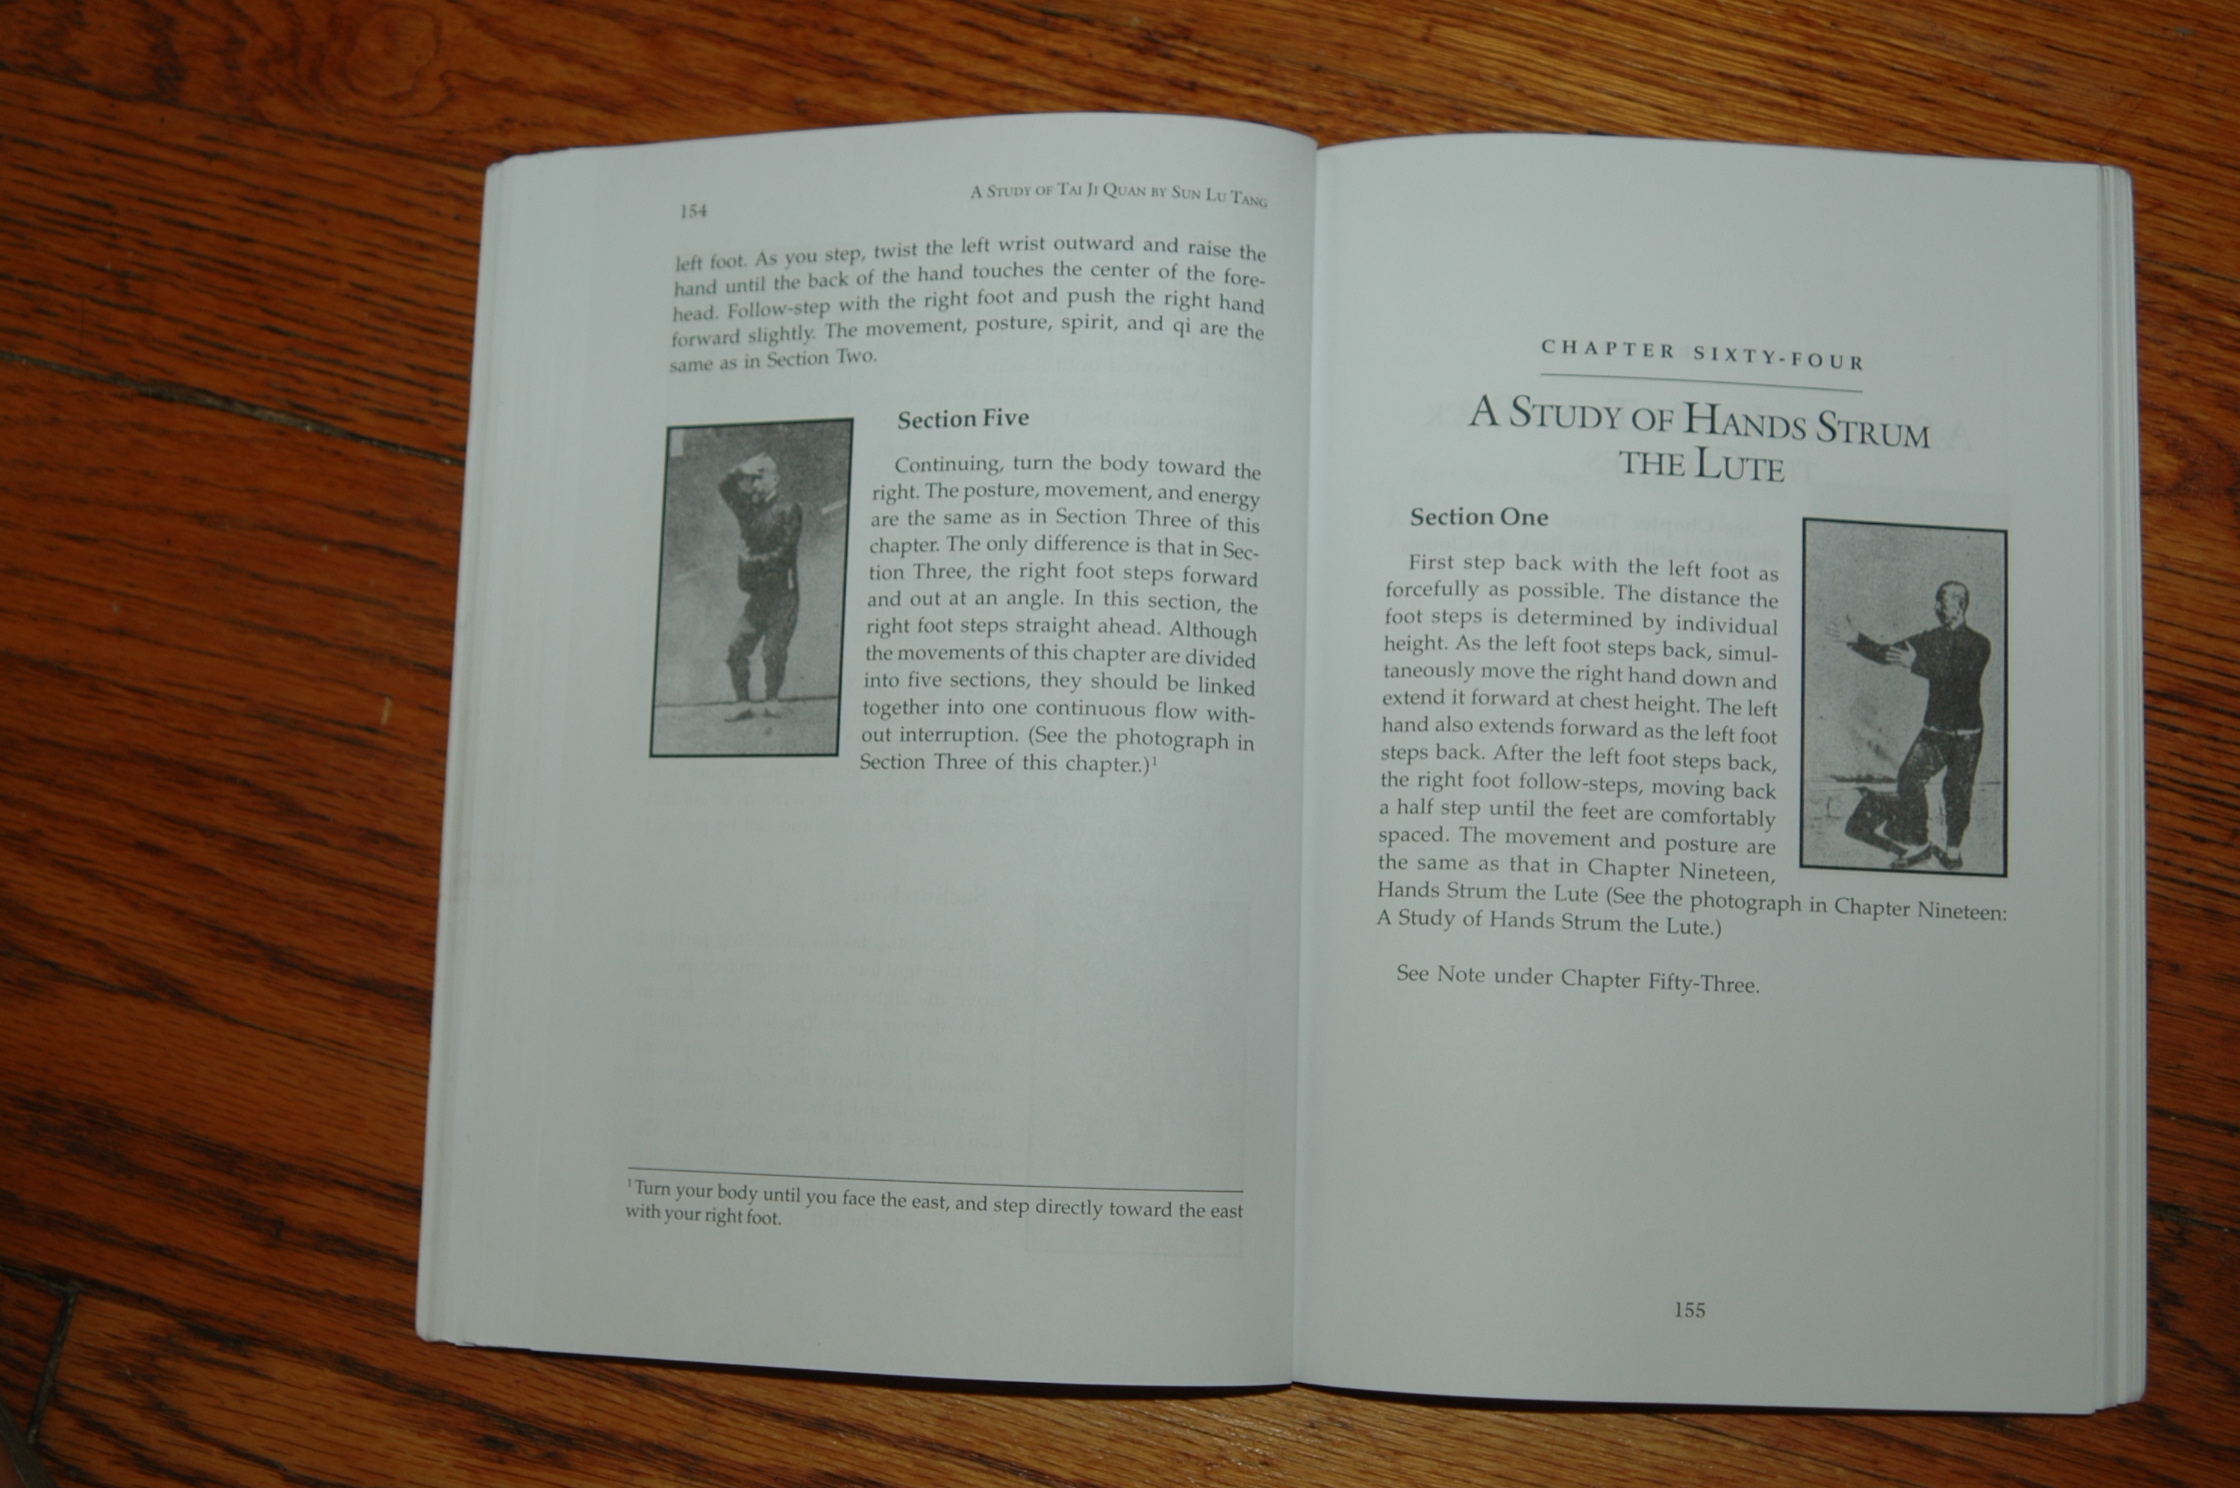 154
A Study of Tai Ji Quan by Sun Lu Tang
left foot. As you step, twist the left wrist outward and raise the
hand until the back of the hand touches the center of the fore-
head. Follow-step with the right foot and push the right hand
forward slightly. The movement, posture, spirit, and qi are the
same as in Section Two.
Section Five
Continuing, turn the body toward the
right. The posture, movement, and energy
are the same as in Section Three of this
chapter. The only difference is that in Sec-
tion Three, the right foot steps forward
and out at an angle. In this section, the
right foot steps straight ahead. Although
the movements of this chapter are divided
into five sections, they should be linked
together into one continuous flow with-
out interruption. (See the photograph in
Section Three of this chapter.)¹
¹Turn your body until you face the east, and step directly toward the east
with your right foot.
CHAPTER SIXTY-FOUR
A Study of Hands Strum
the Lute
Section One
First step back with the left foot as
forcefully as possible. The distance the
foot steps is determined by individual
height. As the left foot steps back, simul-
taneously move the right hand down and
extend it forward at chest height. The left
hand also extends forward as the left foot
steps back. After the left foot steps back,
the right foot follow-steps, moving back
a half step until the feet are comfortably
spaced. The movement and posture are
the same as that in Chapter Nineteen,
Hands Strum the Lute (See the photograph in Chapter Nineteen:
A Study of Hands Strum the Lute.)
See Note under Chapter Fifty-Three.
155